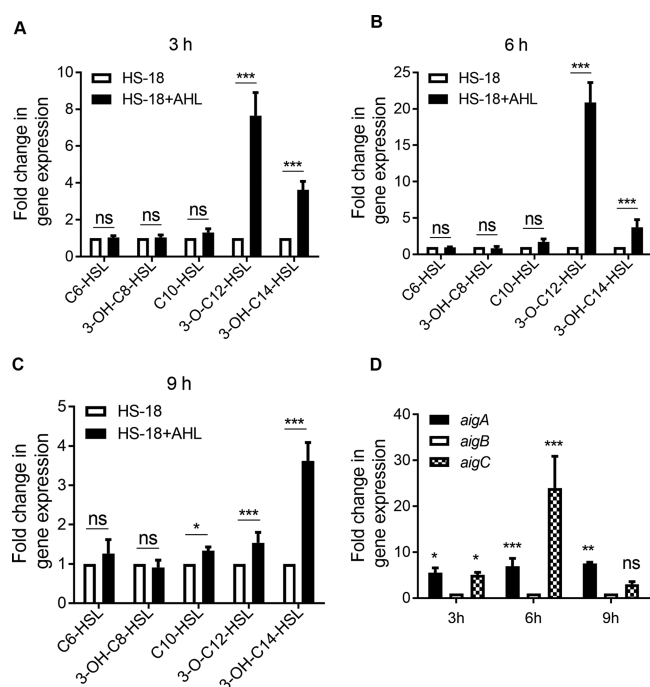 A
3 h
HS-18
HS-18+AHL
Fold change in
gene expression
10
8
6
4
2
0
ns
ns
ns
***
***
C6-HSL
3-OH-C8-HSL
C10-HSL
3-O-C12-HSL
3-OH-C14-HSL
B
6 h
HS-18
HS-18+AHL
Fold change in
gene expression
25
20
15
10
5
0
ns
ns
ns
***
***
C6-HSL
3-OH-C8-HSL
C10-HSL
3-O-C12-HSL
3-OH-C14-HSL
C
9 h
HS-18
HS-18+AHL
Fold change in
gene expression
5
4
3
2
1
0
ns
ns
*
***
***
C6-HSL
3-OH-C8-HSL
C10-HSL
3-O-C12-HSL
3-OH-C14-HSL
D
aigA
aigB
aigC
Fold change in
gene expression
40
30
20
10
0
*
*
***
***
**
ns
3h
6h
9h